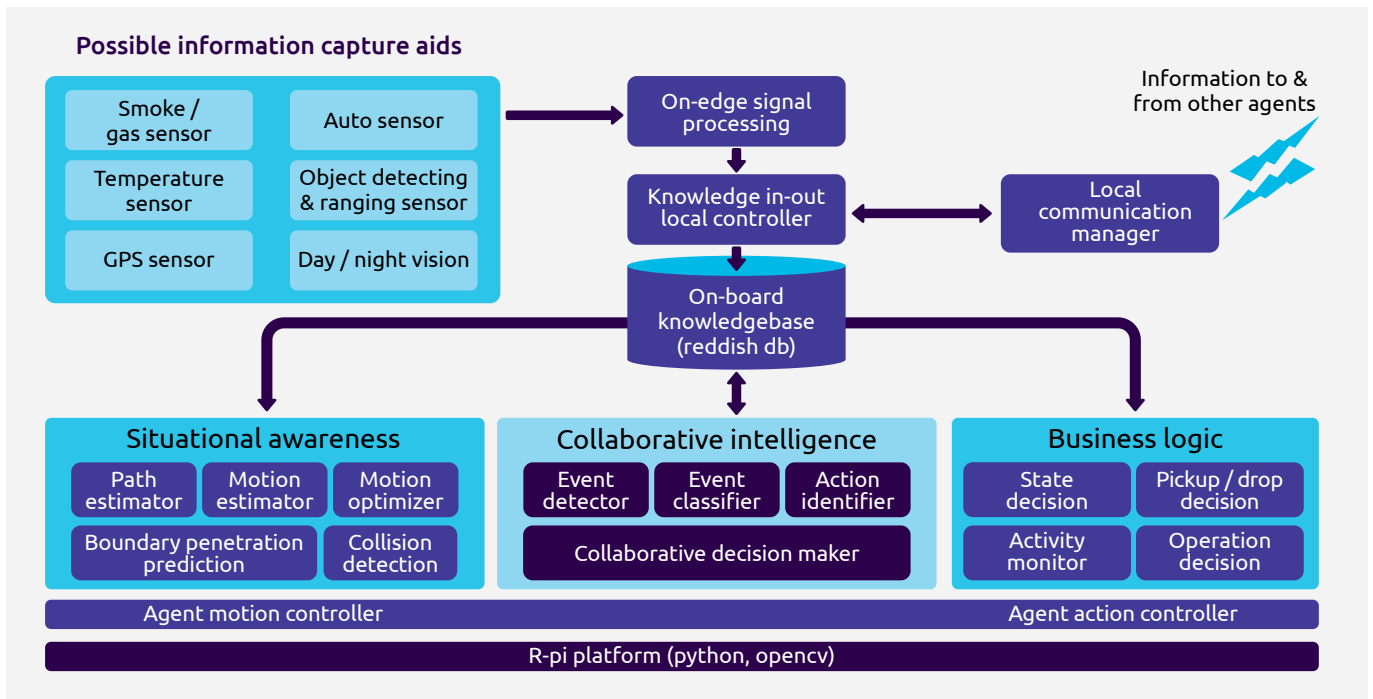 Possible information capture aids
Smoke /
gas sensor
Auto sensor
Temperature
sensor
Object detecting
& ranging sensor
GPS sensor
Day / night vision
On-edge signal
processing
Knowledge in-out
local controller
Local
communication
manager
Information to &
from other agents
On-board
knowledgebase
(reddish db)
Situational awareness
Path
estimator
Motion
estimator
Motion
optimizer
Boundary penetration
prediction
Collision
detection
Collaborative intelligence
Event
detector
Event
classifier
Action
identifier
Collaborative decision maker
Business logic
State
decision
Pickup / drop
decision
Activity
monitor
Operation
decision
Agent motion controller
Agent action controller
R-pi platform (python, opencv)